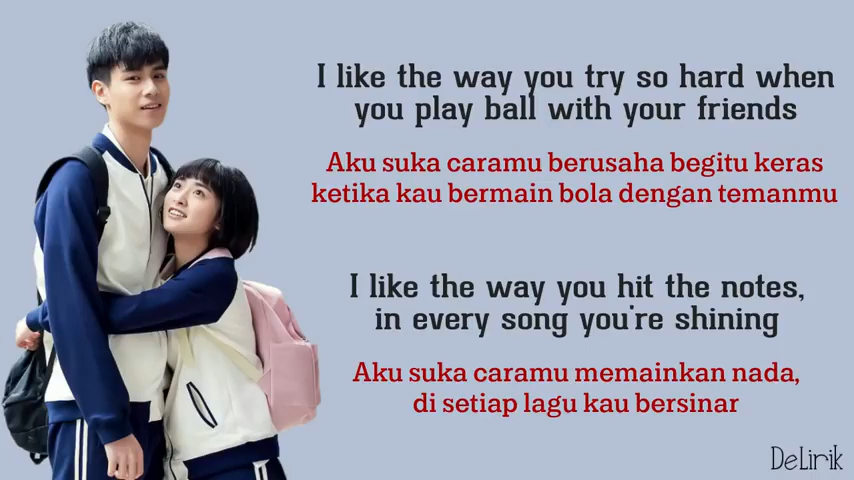 I like the way you try so hard when
you play ball with your friends
Aku suka caramu berusaha begitu keras
ketika kau bermain bola dengan temanmu
I like the way you hit the notes,
in every song you're shining
Aku suka caramu memainkan nada,
di setiap lagu kau bersinar
DeLirik